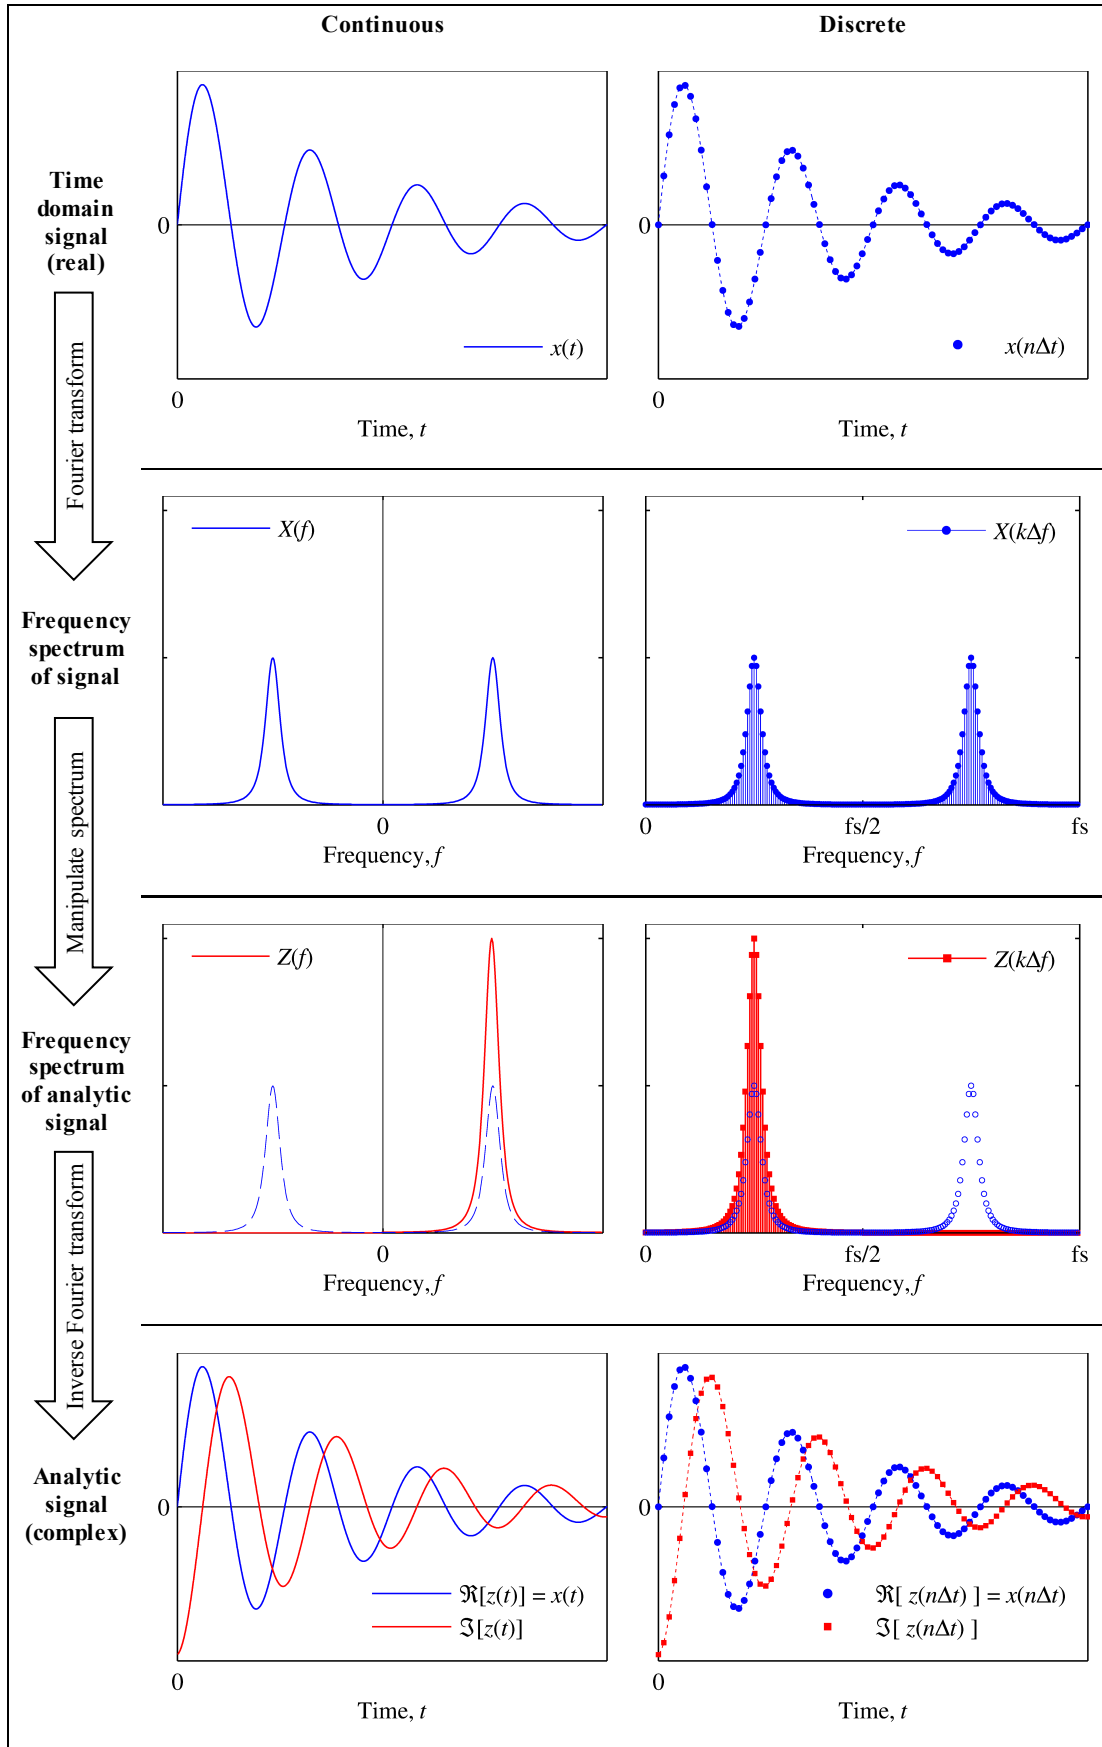 Continuous
Discrete
Time
domain
signal
(real)
0
x(t)
0
Time, t
0
x(nΔt)
0
Time, t
Fourier transform
X(f)
0
Frequency, f
X(kΔf)
0 fs/2 fs
Frequency, f
Frequency
spectrum
of signal
Manipulate spectrum
Z(f)
0
Frequency, f
Z(kΔf)
0 fs/2 fs
Frequency, f
Frequency
spectrum
of analytic
signal
Inverse Fourier transform
Analytic
signal
(complex)
0
ℜ[z(t)] = x(t)
ℑ[z(t)]
0
Time, t
0
ℜ[ z(nΔt) ] = x(nΔt)
ℑ[ z(nΔt) ]
0
Time, t